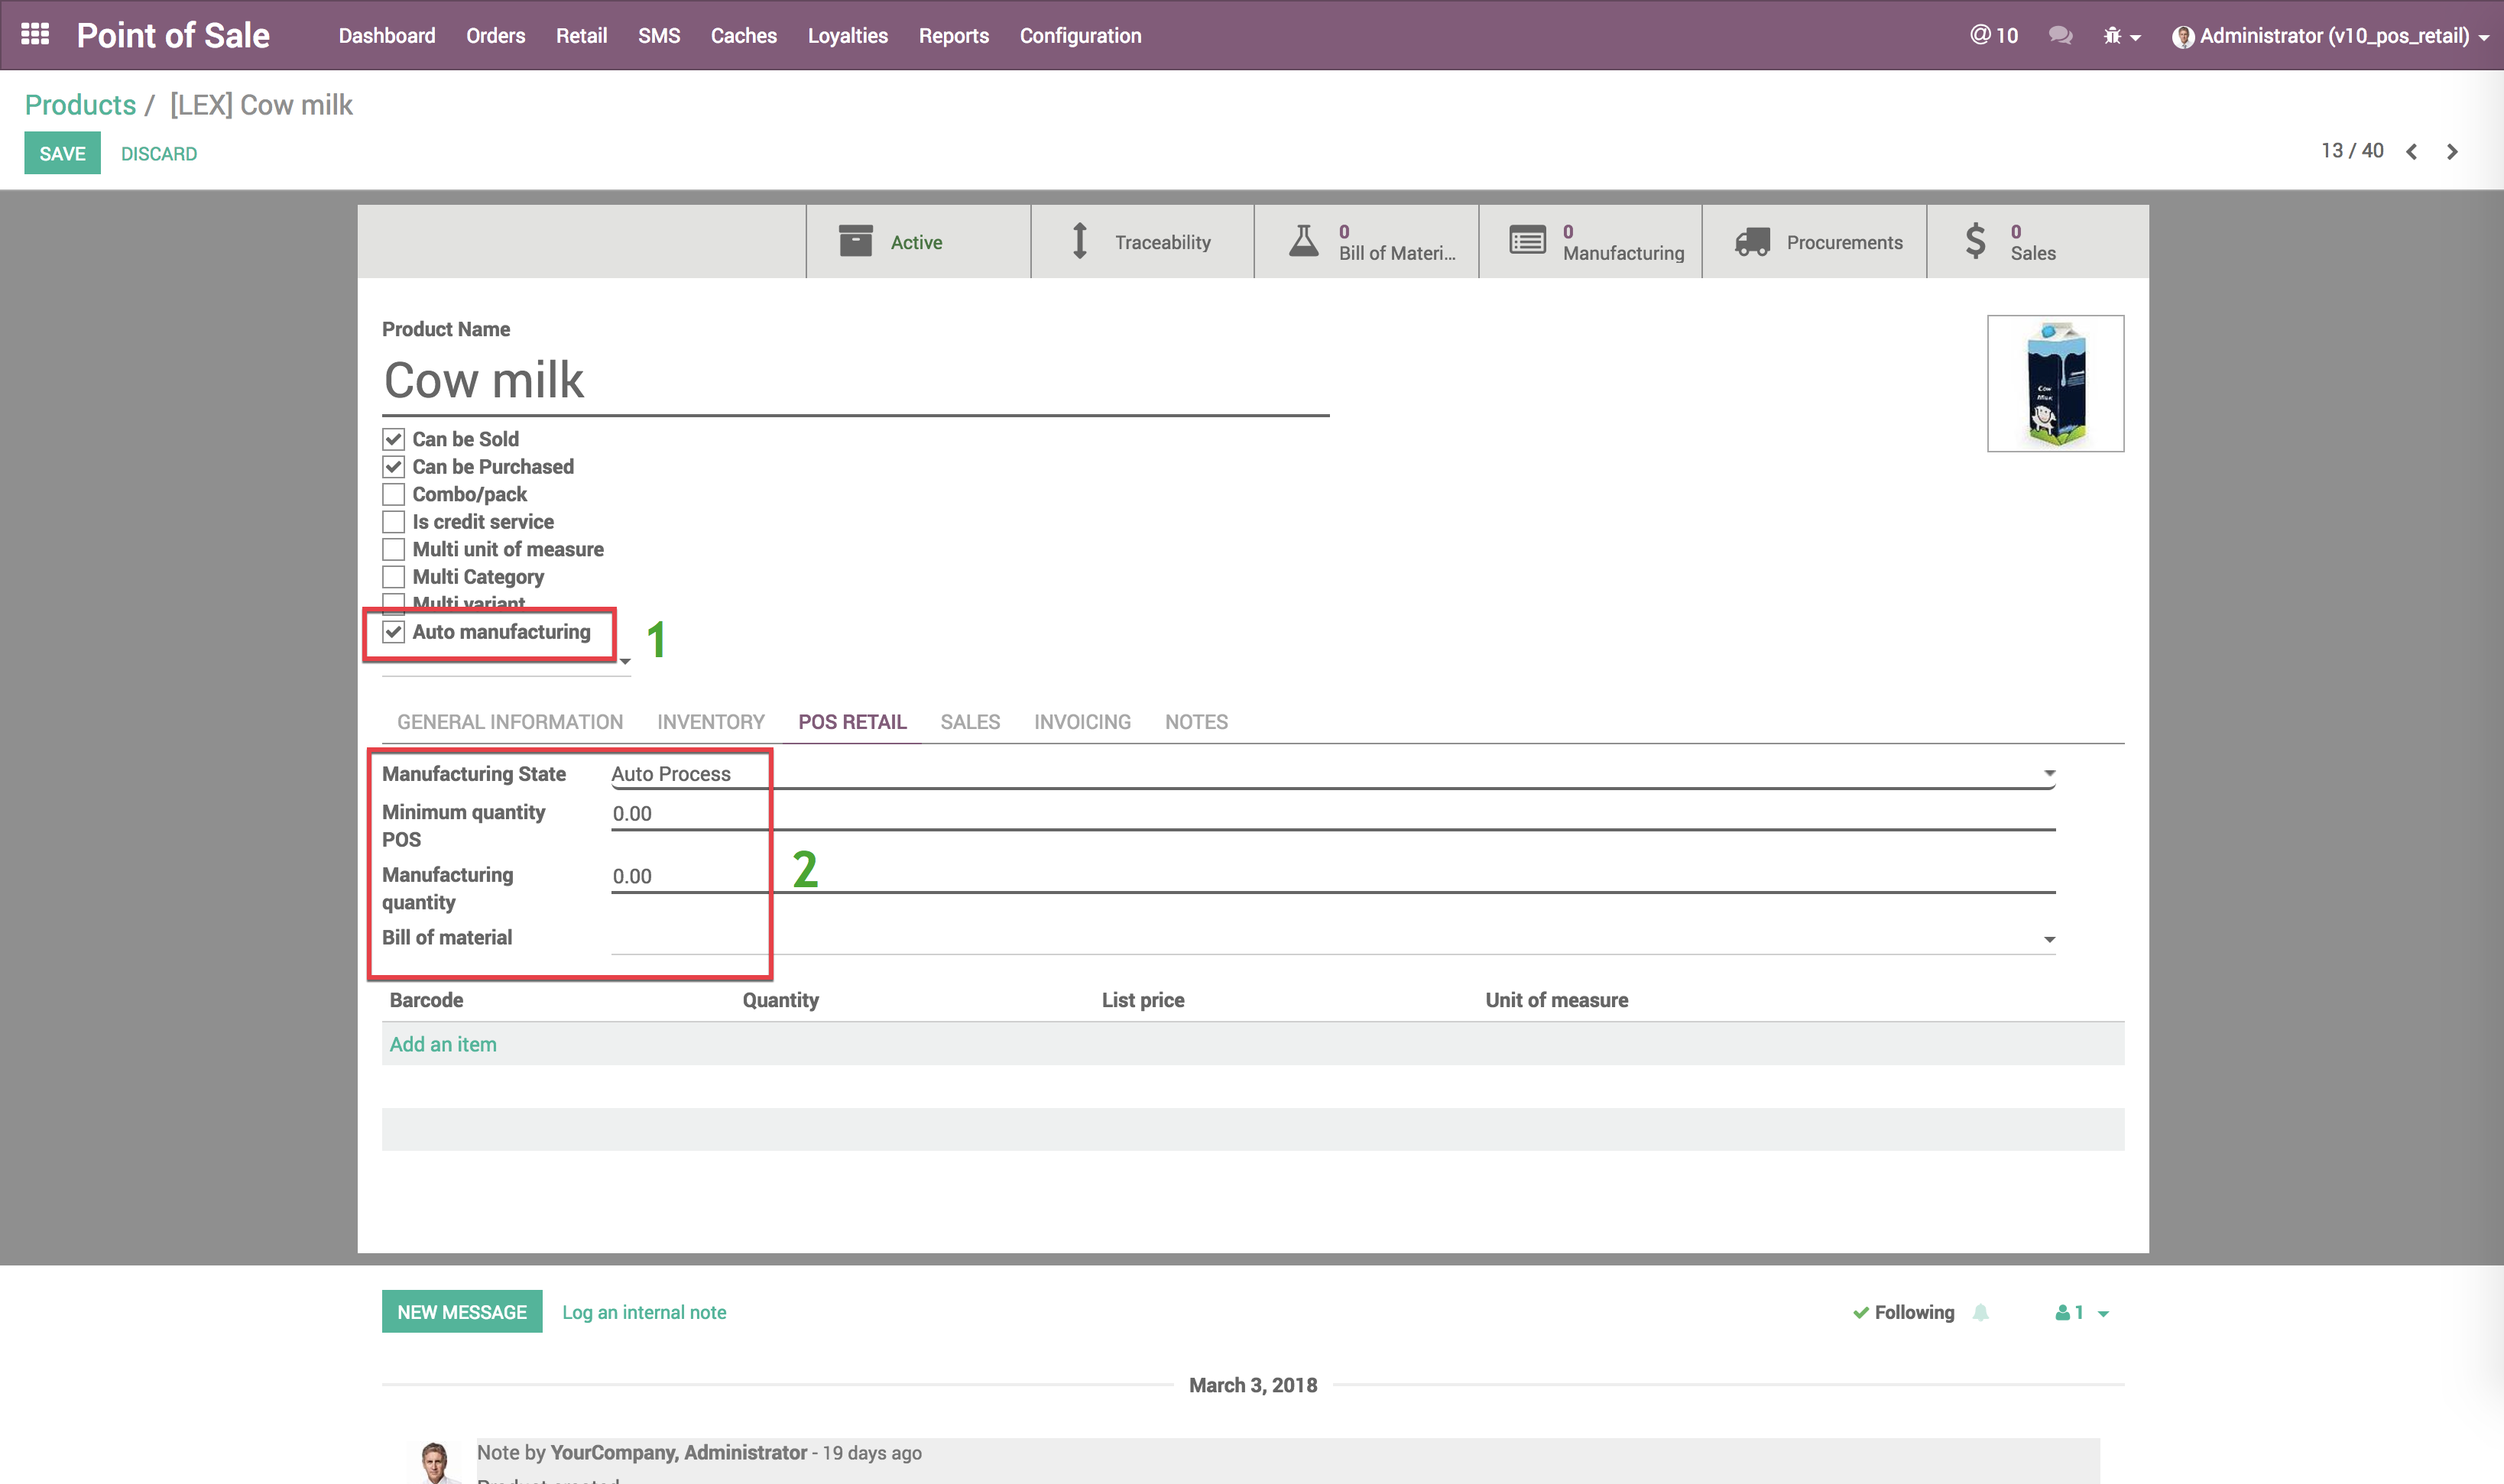 Point of Sale Dashboard Orders Retail SMS Caches Loyalties Reports Configuration @ 10 Administrator (v10_pos_retail)
Products / [LEX] Cow milk
SAVE DISCARD 13 / 40
Active Traceability 0 Bill of Materi... 0 Manufacturing Procurements 0 Sales
Product Name
Cow milk
Cow
Milk
Can be Sold
Can be Purchased
Combo/pack
Is credit service
Multi unit of measure
Multi Category
Multi variant
Auto manufacturing 1
GENERAL INFORMATION INVENTORY POS RETAIL SALES INVOICING NOTES
Manufacturing State Auto Process
Minimum quantity POS 0.00
Manufacturing quantity 0.00
2
Bill of material
Barcode Quantity List price Unit of measure
Add an item
NEW MESSAGE Log an internal note Following 1
March 3, 2018
Note by YourCompany, Administrator - 19 days ago
Product created